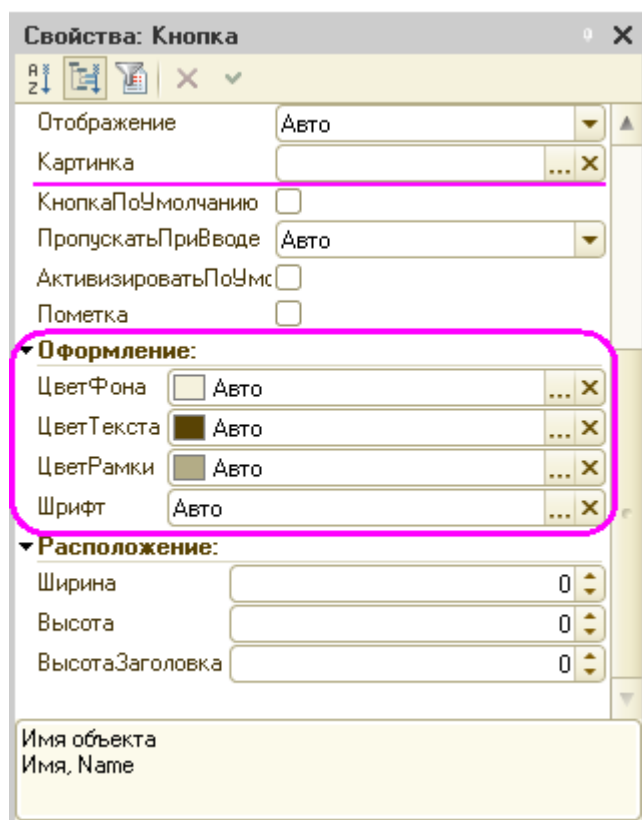 Свойства: Кнопка
Отображение Авто
Картинка ...
КнопкаПоУмолчанию
ПропускатьПриВводе Авто
АктивизироватьПоУмс
Пометка
Оформление:
ЦветФона Авто ...
ЦветТекста Авто ...
ЦветРамки Авто ...
Шрифт Авто ...
Расположение:
Ширина 0
Высота 0
ВысотаЗаголовка 0
Имя объекта
Имя, Name